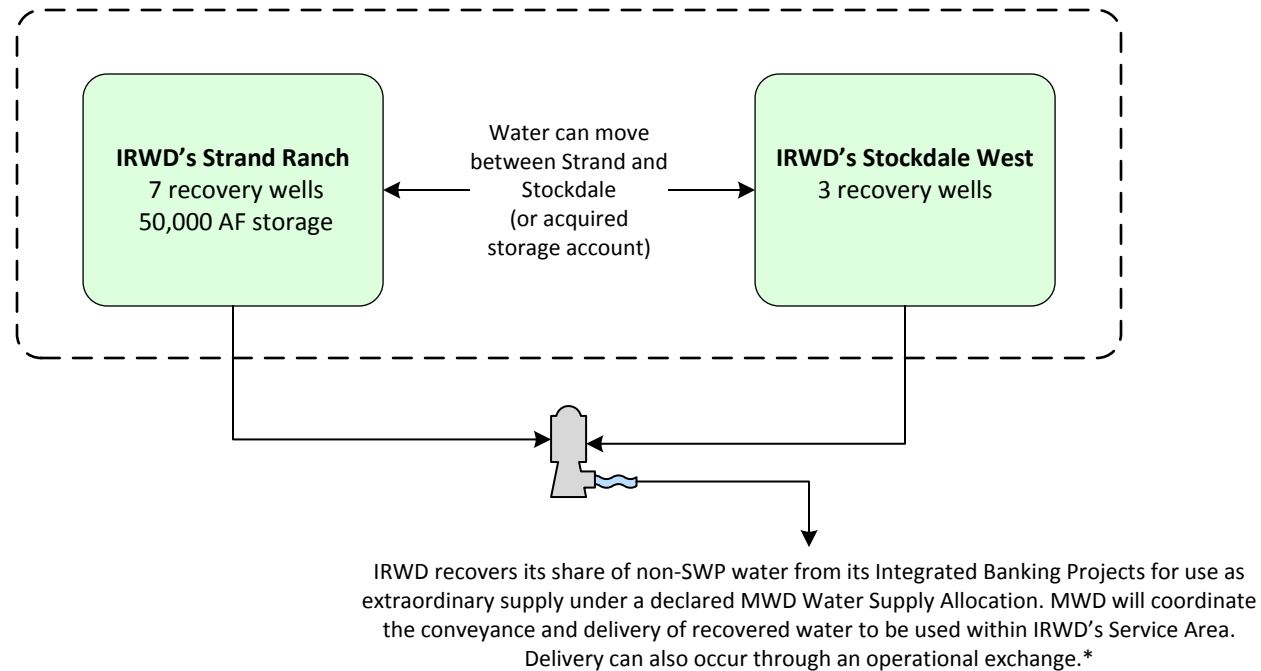 IRWD's Strand Ranch
7 recovery wells
50,000 AF storage
Water can move
between Strand and
Stockdale
(or acquired
storage account)
IRWD's Stockdale West
3 recovery wells
IRWD recovers its share of non-SWP water from its Integrated Banking Projects for use as
extraordinary supply under a declared MWD Water Supply Allocation. MWD will coordinate
the conveyance and delivery of recovered water to be used within IRWD's Service Area.
Delivery can also occur through an operational exchange.*